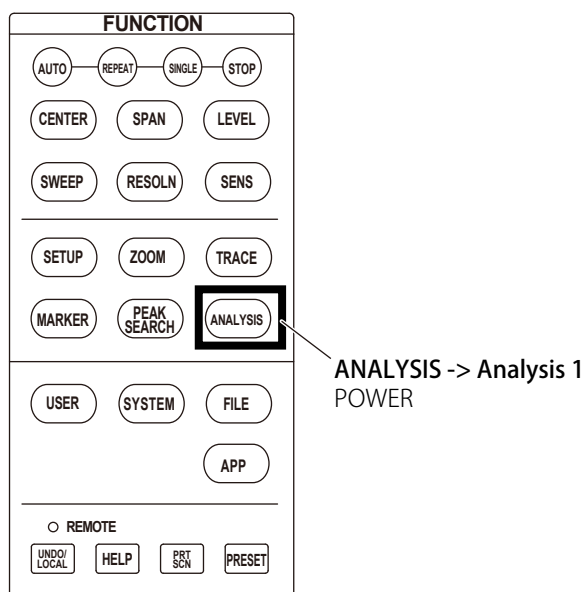 FUNCTION
AUTO REPEAT SINGLE STOP
CENTER SPAN LEVEL
SWEEP RESOLN SENS
SETUP ZOOM TRACE
MARKER PEAK SEARCH ANALYSIS
ANALYSIS -> Analysis 1
POWER
USER SYSTEM FILE
APP
REMOTE
UNDO/ LOCAL HELP PRT SCN PRESET